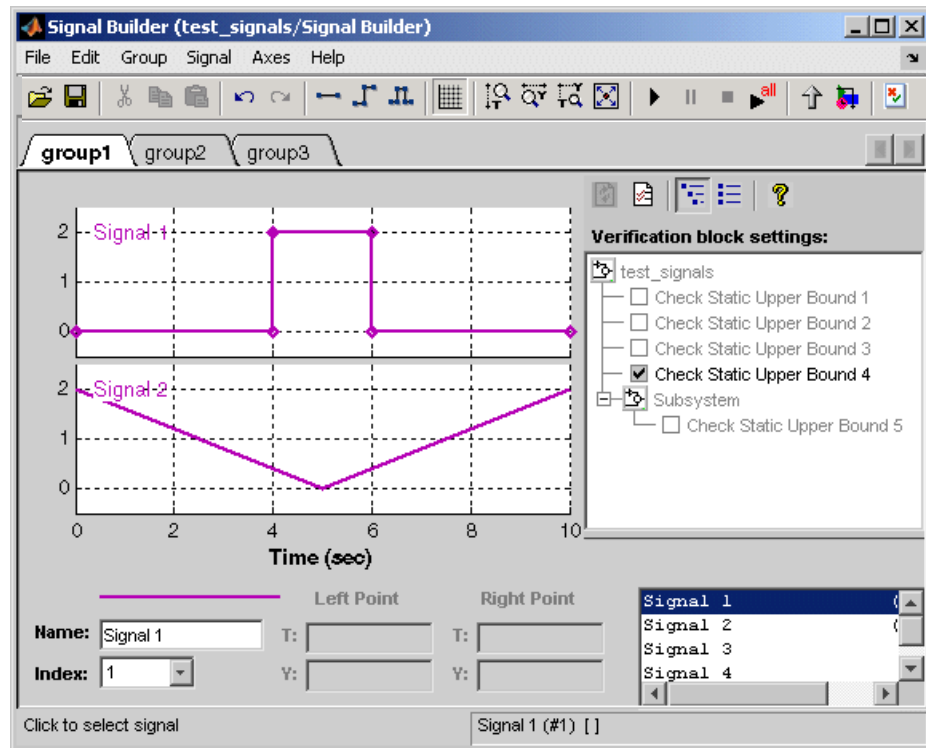 Signal Builder (test_signals/Signal Builder)
File Edit Group Signal Axes Help
all
group1 group2 group3
Verification block settings:
test_signals
Check Static Upper Bound 1
Check Static Upper Bound 2
Check Static Upper Bound 3
Check Static Upper Bound 4
Subsystem
Check Static Upper Bound 5
2
Signal 1
1
0
2
Signal 2
1
0
0 2 4 6 8 10
Time (sec)
Left Point Right Point
Name: Signal 1 T: T:
Index: 1 Y: Y:
Signal 1 (
Signal 2 (
Signal 3
Signal 4
Click to select signal Signal 1 (#1) [ ]